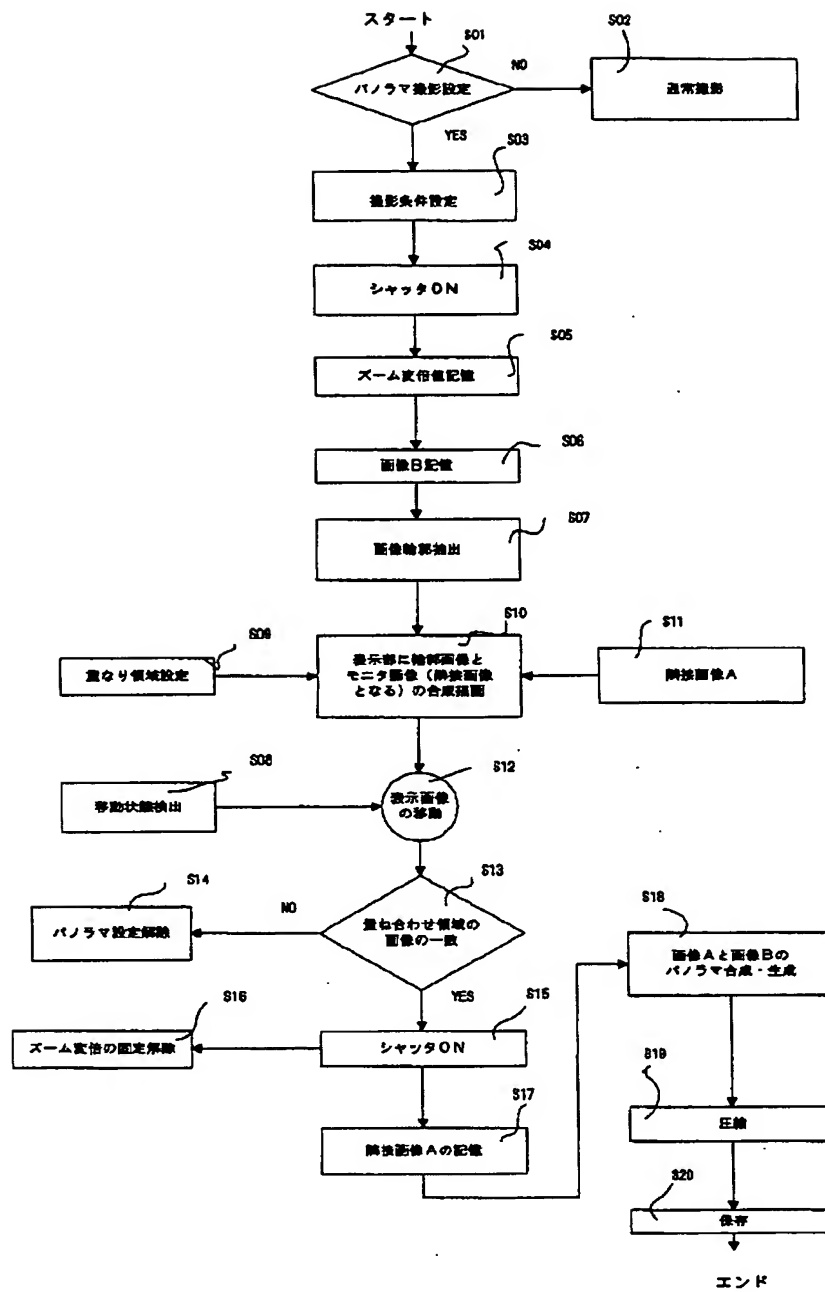 スタート
S01
パノラマ撮影設定
NO
S02
通常撮影
YES
S03
撮影条件設定
S04
シャッタON
S05
ズーム変倍値記憶
S06
画像B記憶
S07
画像輪郭抽出
S09
重なり領域設定
S10
表示部に輪郭画像と
モニタ画像(隣接画像
となる)の合成描画
S11
隣接画像A
S08
移動状態検出
S12
表示画像
の移動
S13
重ね合わせ領域の
画像の一致
NO
S14
パノラマ設定解除
YES
S15
シャッタON
S16
ズーム変倍の固定解除
S17
隣接画像Aの記憶
S18
画像Aと画像Bの
パノラマ合成・生成
S19
圧縮
S20
保存
エンド